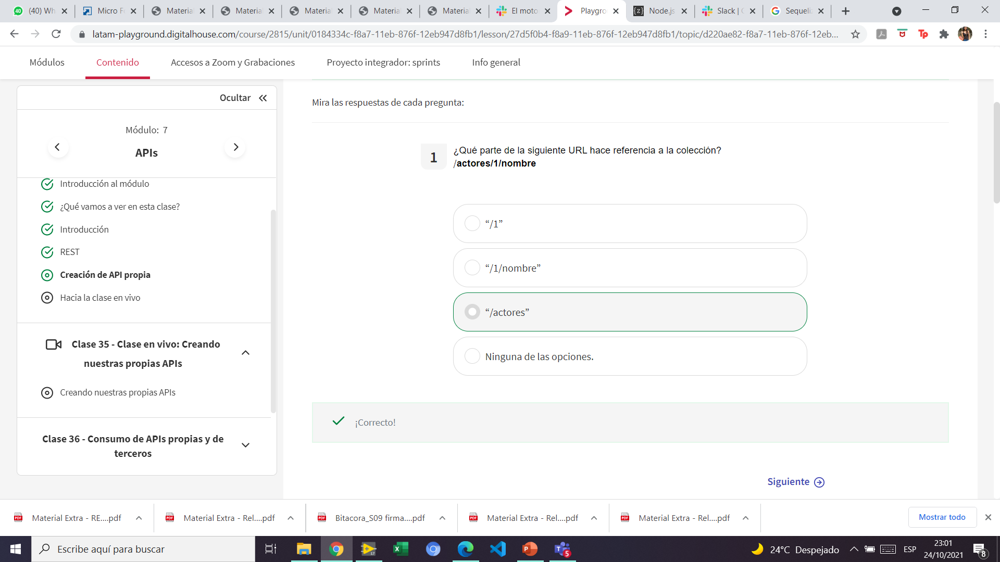 (40) Wh
Micro F
Material
Material
Material
Material
Material
El moto
Playgro
Node.js
Slack | 
Sequeli
latam-playground.digitalhouse.com/course/2815/unit/0184334c-f8a7-11eb-876f-12eb947d8fb1/lesson/27d5f0b4-f8a9-11eb-876f-12eb947d8fb1/topic/d220ae82-f8a7-11eb-876f-12eb...
Módulos
Contenido
Accesos a Zoom y Grabaciones
Proyecto integrador: sprints
Info general
Ocultar
Módulo: 7
APIs
Introducción al módulo
¿Qué vamos a ver en esta clase?
Introducción
REST
Creación de API propia
Hacia la clase en vivo
Clase 35 - Clase en vivo: Creando
nuestras propias APIs
Creando nuestras propias APIs
Clase 36 - Consumo de APIs propias y de
terceros
Mira las respuestas de cada pregunta:
1
¿Qué parte de la siguiente URL hace referencia a la colección?
/actores/1/nombre
“/1”
“/1/nombre”
“/actores”
Ninguna de las opciones.
¡Correcto!
Siguiente
Material Extra - RE....pdf
Material Extra - Rel....pdf
Bitacora_S09 firma....pdf
Material Extra - Rel....pdf
Material Extra - Rel....pdf
Mostrar todo
Escribe aquí para buscar
24°C Despejado
ESP
23:01
24/10/2021
8